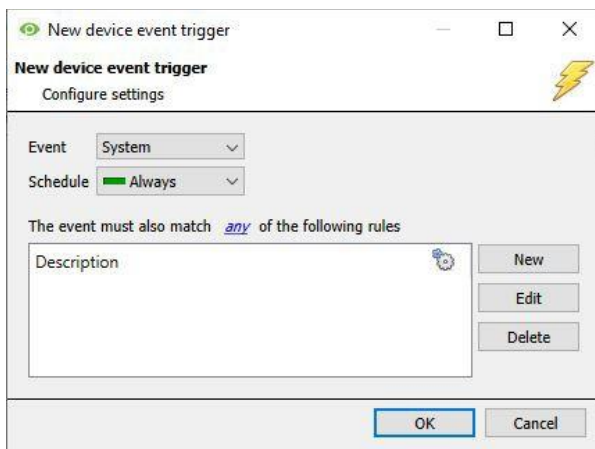 New device event trigger
New device event trigger
Configure settings
Event System
Schedule Always
The event must also match any of the following rules
Description
New
Edit
Delete
OK Cancel